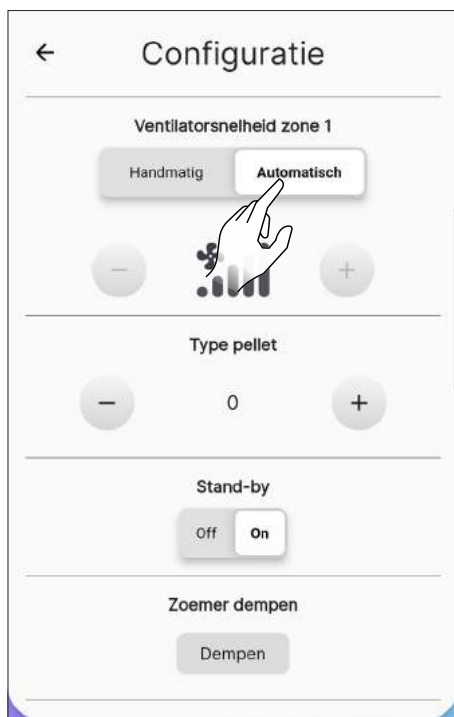 Configuratie
Ventilatorsnelheid zone 1
Handmatig Automatisch
Type pellet
0
Stand-by
Off On
Zoemer dempen
Dempen